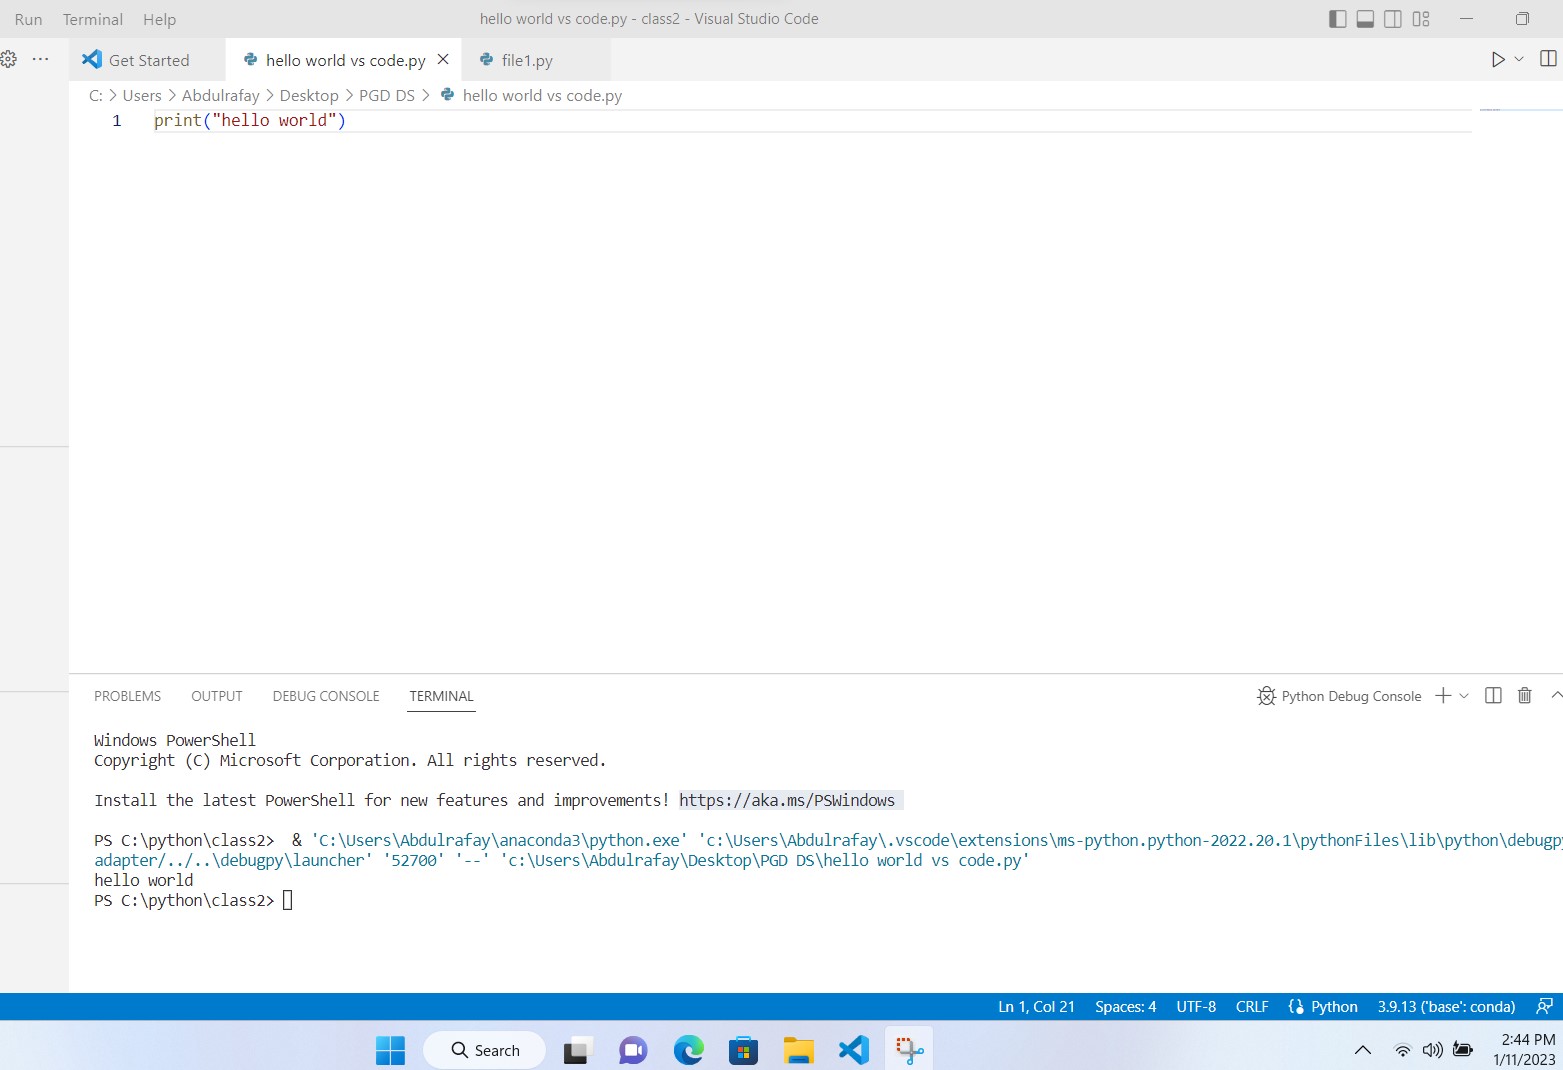 Run Terminal Help hello world vs code.py - class2 - Visual Studio Code
Get Started hello world vs code.py file1.py
C: > Users > Abdulrafay > Desktop > PGD DS > hello world vs code.py
1 print("hello world")
PROBLEMS OUTPUT DEBUG CONSOLE TERMINAL Python Debug Console
Windows PowerShell
Copyright (C) Microsoft Corporation. All rights reserved.
Install the latest PowerShell for new features and improvements! https://aka.ms/PSWindows
PS C:\python\class2>  & 'C:\Users\Abdulrafay\anaconda3\python.exe' 'c:\Users\Abdulrafay\.vscode\extensions\ms-python.python-2022.20.1\pythonFiles\lib\python\debugpy
adapter/../..\debugpy\launcher' '52700' '--' 'c:\Users\Abdulrafay\Desktop\PGD DS\hello world vs code.py'
hello world
PS C:\python\class2>
Ln 1, Col 21 Spaces: 4 UTF-8 CRLF Python 3.9.13 ('base': conda)
Search 2:44 PM
1/11/2023